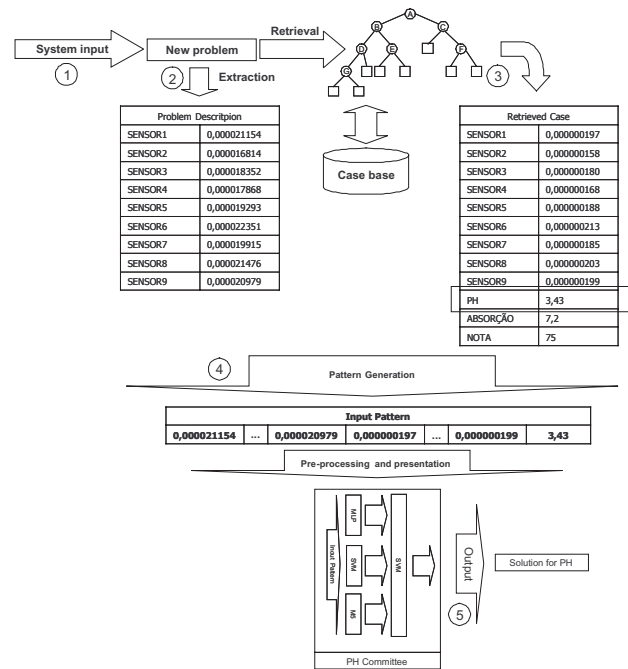 System input
New problem
Retrieval
1
2
Extraction
3
A
B
C
D
E
F
G
Case base
Problem Descritpion
SENSOR1 0,000021154
SENSOR2 0,000016814
SENSOR3 0,000018352
SENSOR4 0,000017868
SENSOR5 0,000019293
SENSOR6 0,000022351
SENSOR7 0,000019915
SENSOR8 0,000021476
SENSOR9 0,000020979
Retrieved Case
SENSOR1 0,000000197
SENSOR2 0,000000158
SENSOR3 0,000000180
SENSOR4 0,000000168
SENSOR5 0,000000188
SENSOR6 0,000000213
SENSOR7 0,000000185
SENSOR8 0,000000203
SENSOR9 0,000000199
PH 3,43
ABSORÇÃO 7,2
NOTA 75
4
Pattern Generation
Input Pattern
0,000021154 ... 0,000020979 0,000000197 ... 0,000000199 3,43
Pre-processing and presentation
Inout Pattern
MLP
SVM
M5
SVM
Output
Solution for PH
5
PH Committee